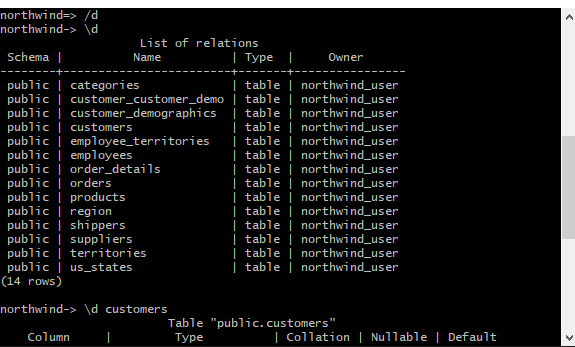 northwind=> /d
northwind-> \d
                    List of relations
 Schema |          Name          | Type  |     Owner
--------+------------------------+-------+----------------
 public | categories             | table | northwind_user
 public | customer_customer_demo | table | northwind_user
 public | customer_demographics  | table | northwind_user
 public | customers              | table | northwind_user
 public | employee_territories   | table | northwind_user
 public | employees              | table | northwind_user
 public | order_details          | table | northwind_user
 public | orders                 | table | northwind_user
 public | products               | table | northwind_user
 public | region                 | table | northwind_user
 public | shippers               | table | northwind_user
 public | suppliers              | table | northwind_user
 public | territories            | table | northwind_user
 public | us_states              | table | northwind_user
(14 rows)
northwind-> \d customers
                        Table "public.customers"
    Column     |         Type          | Collation | Nullable | Default